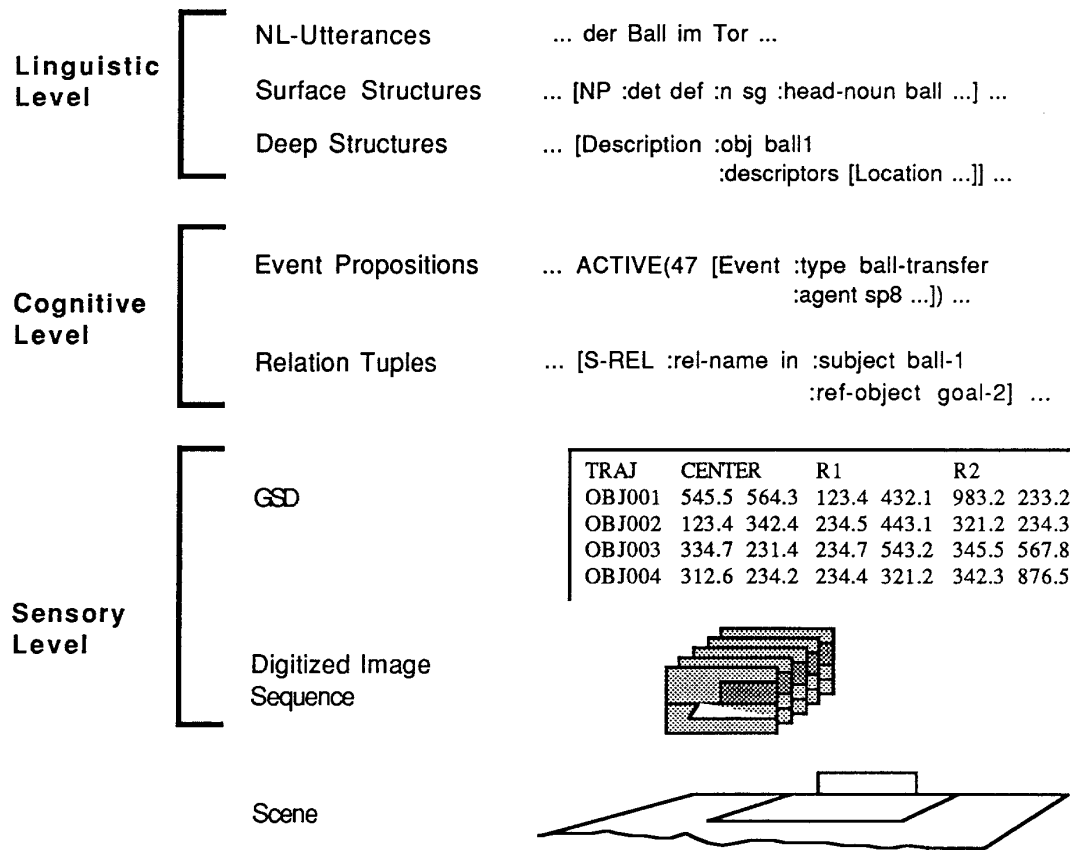 NL-Utterances ... der Ball im Tor ...
Linguistic
Level
Surface Structures ... [NP :det def :n sg :head-noun ball ...] ...
Deep Structures ... [Description :obj ball1
:descriptors [Location ...]] ...
Event Propositions ... ACTIVE(47 [Event :type ball-transfer
:agent sp8 ...]) ...
Cognitive
Level
Relation Tuples ... [S-REL :rel-name in :subject ball-1
:ref-object goal-2] ...
TRAJ CENTER R1 R2
GSD
OBJ001 545.5 564.3 123.4 432.1 983.2 233.2
OBJ002 123.4 342.4 234.5 443.1 321.2 234.3
OBJ003 334.7 231.4 234.7 543.2 345.5 567.8
OBJ004 312.6 234.2 234.4 321.2 342.3 876.5
Sensory
Level
Digitized Image
Sequence
Scene